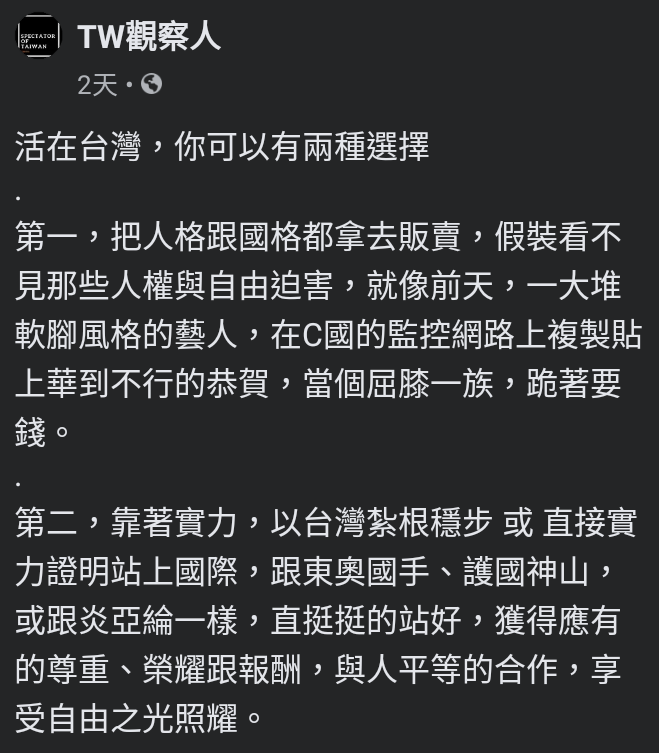 SPECTATOR
OF
TAIWAN
TW觀察人
2天 •
活在台灣，你可以有兩種選擇
.
第一，把人格跟國格都拿去販賣，假裝看不
見那些人權與自由迫害，就像前天，一大堆
軟腳風格的藝人，在C國的監控網路上複製貼
上華到不行的恭賀，當個屈膝一族，跪著要
錢。
.
第二，靠著實力，以台灣紮根穩步 或 直接實
力證明站上國際，跟東奧國手、護國神山，
或跟炎亞綸一樣，直挺挺的站好，獲得應有
的尊重、榮耀跟報酬，與人平等的合作，享
受自由之光照耀。